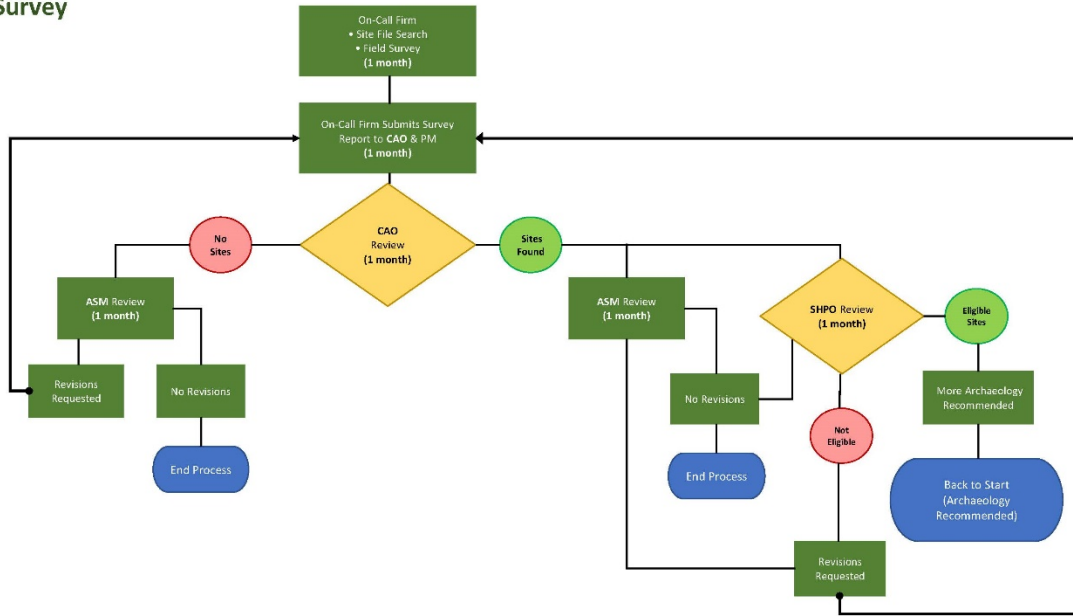 Survey
On-Call Firm
• Site File Search
• Field Survey
(1 month)
On-Call Firm Submits Survey
Report to CAO & PM
(1 month)
CAO
Review
(1 month)
No
Sites
Sites
Found
ASM Review
(1 month)
ASM Review
(1 month)
SHPO Review
(1 month)
Eligible
Sites
Revisions
Requested
No Revisions
No Revisions
More Archaeology
Recommended
Not
Eligible
End Process
End Process
Back to Start
(Archaeology
Recommended)
Revisions
Requested